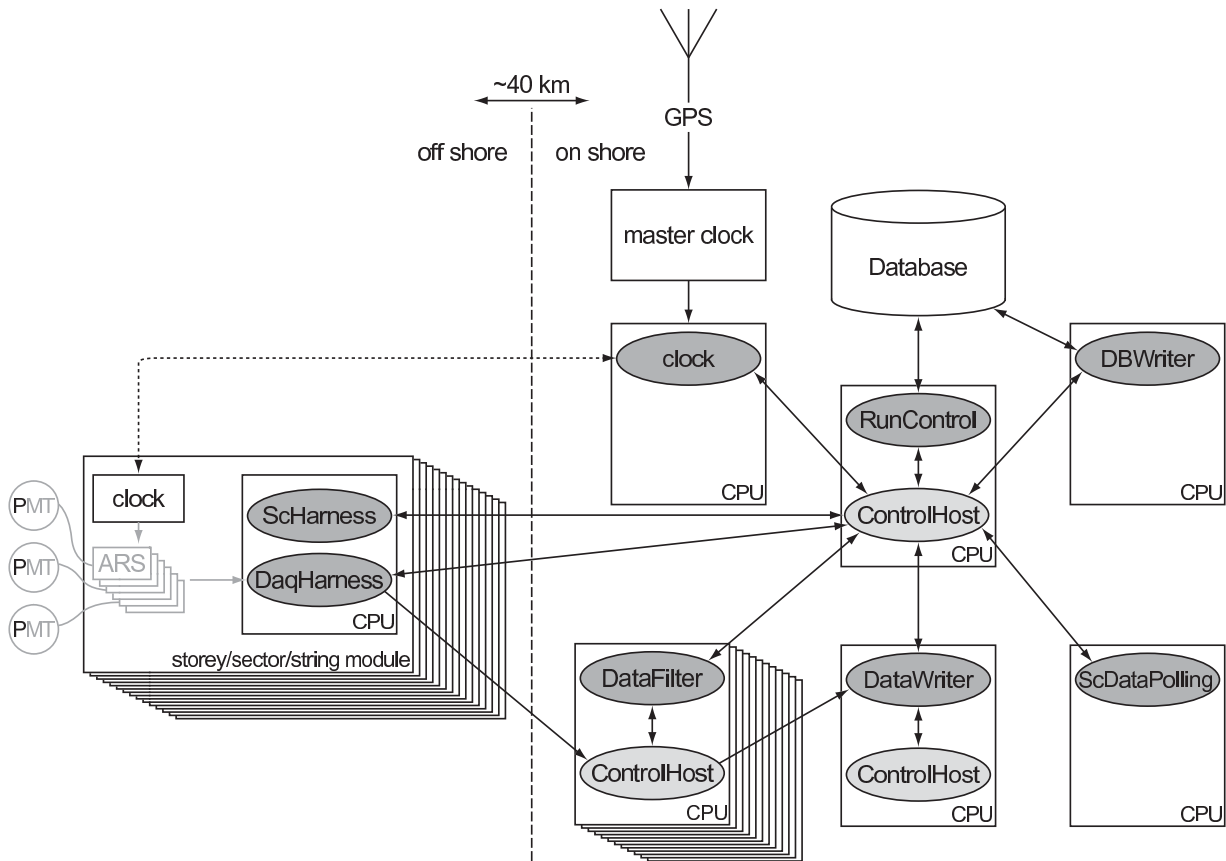 ~40 km
GPS
off shore
on shore
master clock
Database
clock
CPU
DBWriter
CPU
RunControl
ControlHost
CPU
clock
PMT
PMT
PMT
ARS
ScHarness
DaqHarness
CPU
storey/sector/string module
DataFilter
ControlHost
CPU
DataWriter
ControlHost
CPU
ScDataPolling
CPU